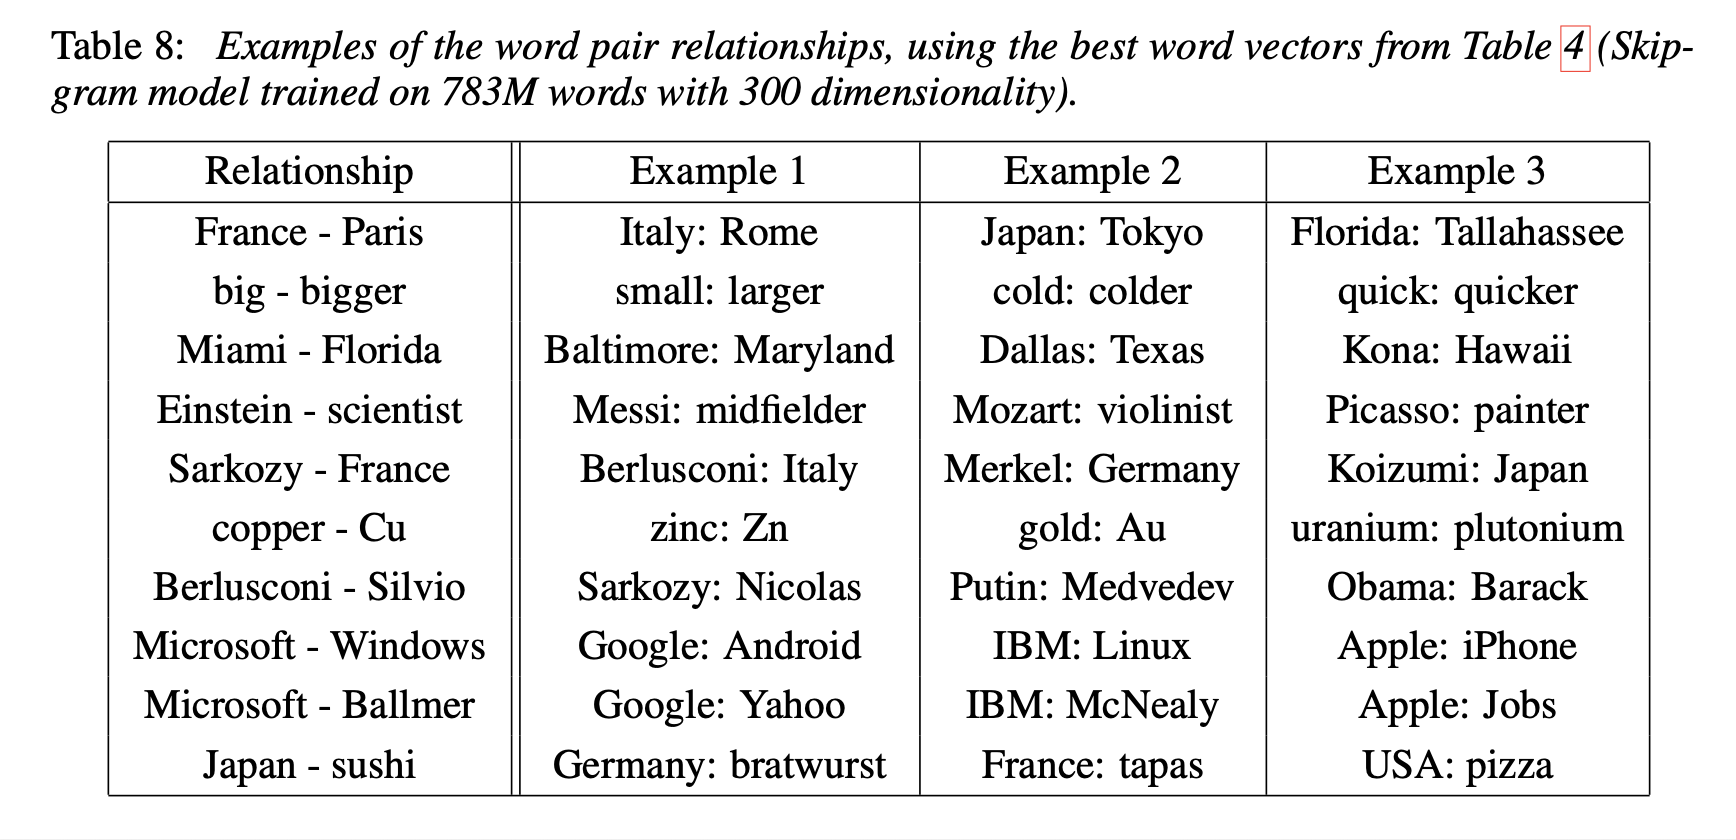 Table 8: Examples of the word pair relationships, using the best word vectors from Table 4 (Skip-
gram model trained on 783M words with 300 dimensionality).
Relationship Example 1 Example 2 Example 3
France - Paris Italy: Rome Japan: Tokyo Florida: Tallahassee
big - bigger small: larger cold: colder quick: quicker
Miami - Florida Baltimore: Maryland Dallas: Texas Kona: Hawaii
Einstein - scientist Messi: midfielder Mozart: violinist Picasso: painter
Sarkozy - France Berlusconi: Italy Merkel: Germany Koizumi: Japan
copper - Cu zinc: Zn gold: Au uranium: plutonium
Berlusconi - Silvio Sarkozy: Nicolas Putin: Medvedev Obama: Barack
Microsoft - Windows Google: Android IBM: Linux Apple: iPhone
Microsoft - Ballmer Google: Yahoo IBM: McNealy Apple: Jobs
Japan - sushi Germany: bratwurst France: tapas USA: pizza